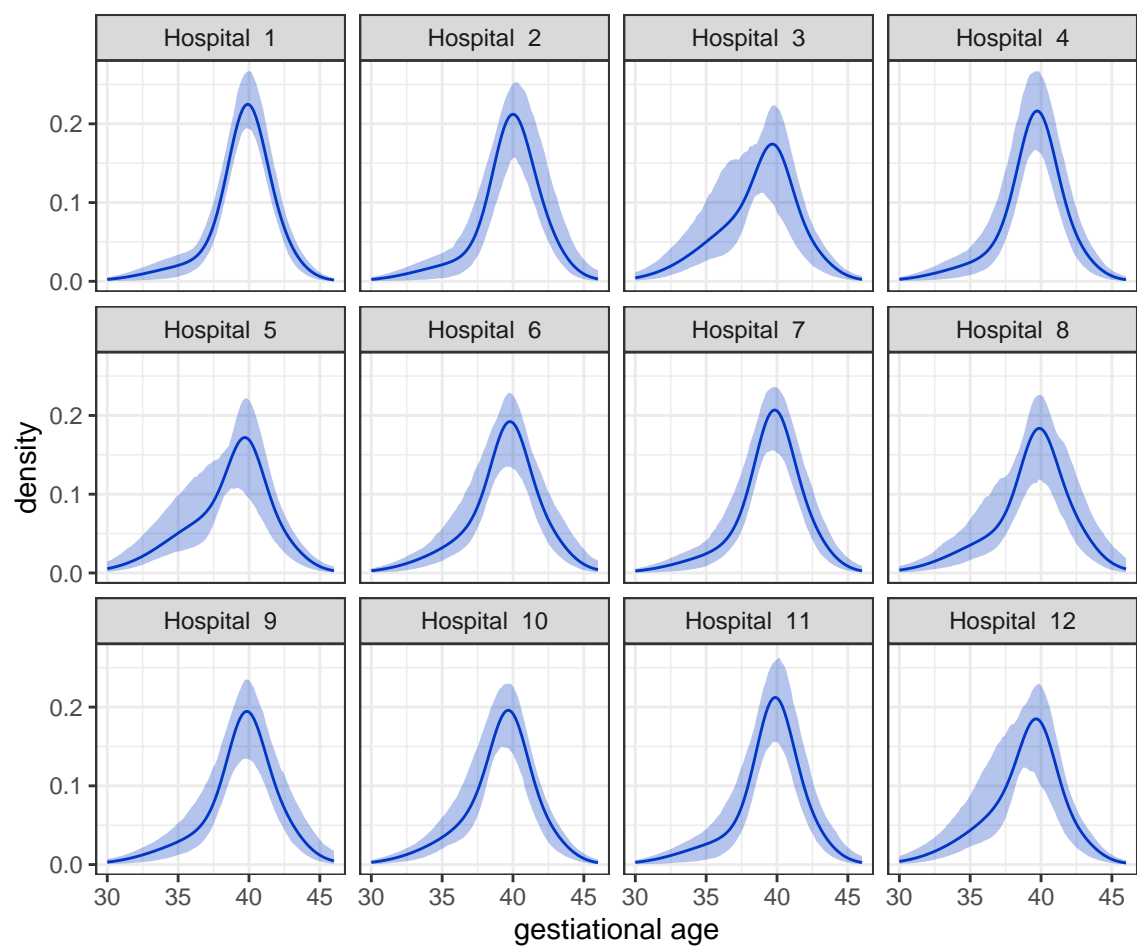 Hospital 1 Hospital 2 Hospital 3 Hospital 4
0.2
0.1
0.0
Hospital 5 Hospital 6 Hospital 7 Hospital 8
0.2
0.1
0.0
density
Hospital 9 Hospital 10 Hospital 11 Hospital 12
0.2
0.1
0.0
30 35 40 45 30 35 40 45 30 35 40 45 30 35 40 45
gestiational age